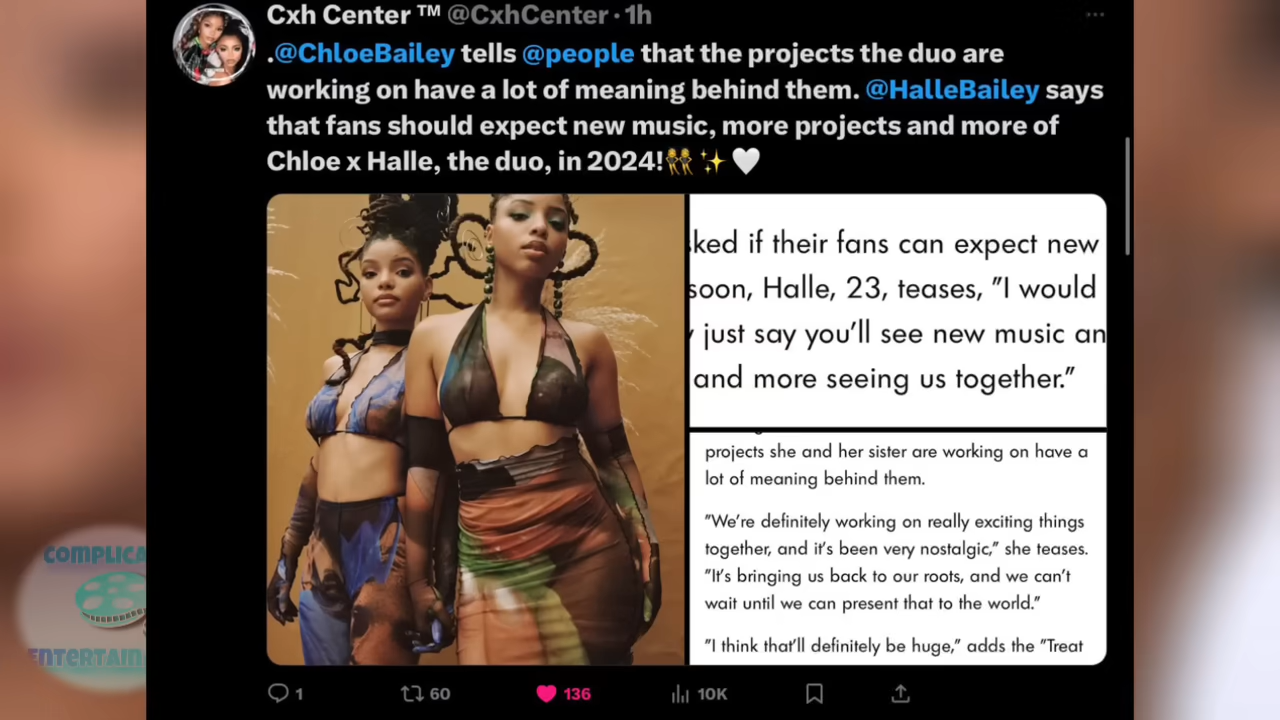 Cxh Center ™ @CxhCenter · 1h
.@ChloeBailey tells @people that the projects the duo are
working on have a lot of meaning behind them. @HalleBailey says
that fans should expect new music, more projects and more of
Chloe x Halle, the duo, in 2024!👯✨🤍
ked if their fans can expect new
soon, Halle, 23, teases, "I would
just say you'll see new music an
and more seeing us together."
projects she and her sister are working on have a
lot of meaning behind them.
"We're definitely working on really exciting things
together, and it's been very nostalgic," she teases.
"It's bringing us back to our roots, and we can't
wait until we can present that to the world."
"I think that'll definitely be huge," adds the "Treat
COMPLICA
ENTERTAIN
1 60 136 10K